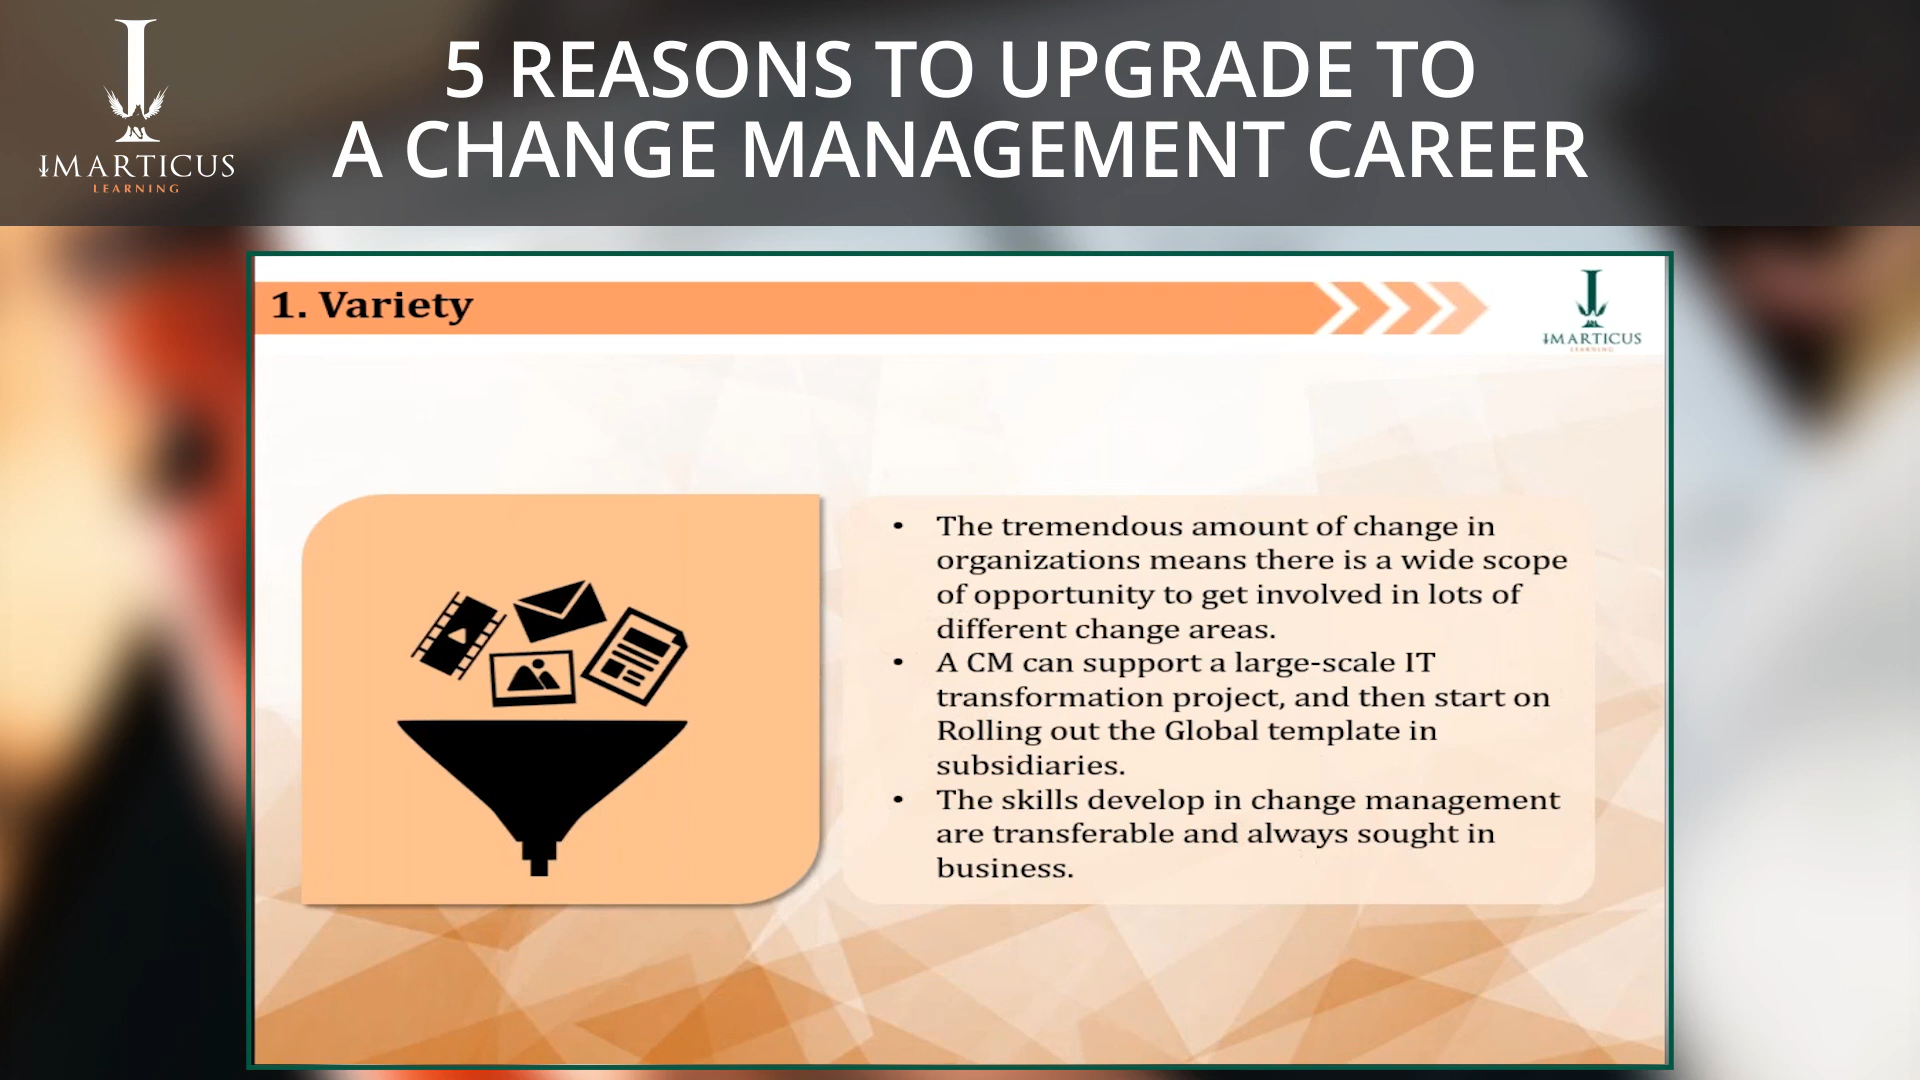 IMARTICUS
LEARNING
5 REASONS TO UPGRADE TO
A CHANGE MANAGEMENT CAREER
1. Variety
IMARTICUS
LEARNING
• The tremendous amount of change in
organizations means there is a wide scope
of opportunity to get involved in lots of
different change areas.
• A CM can support a large-scale IT
transformation project, and then start on
Rolling out the Global template in
subsidiaries.
• The skills develop in change management
are transferable and always sought in
business.